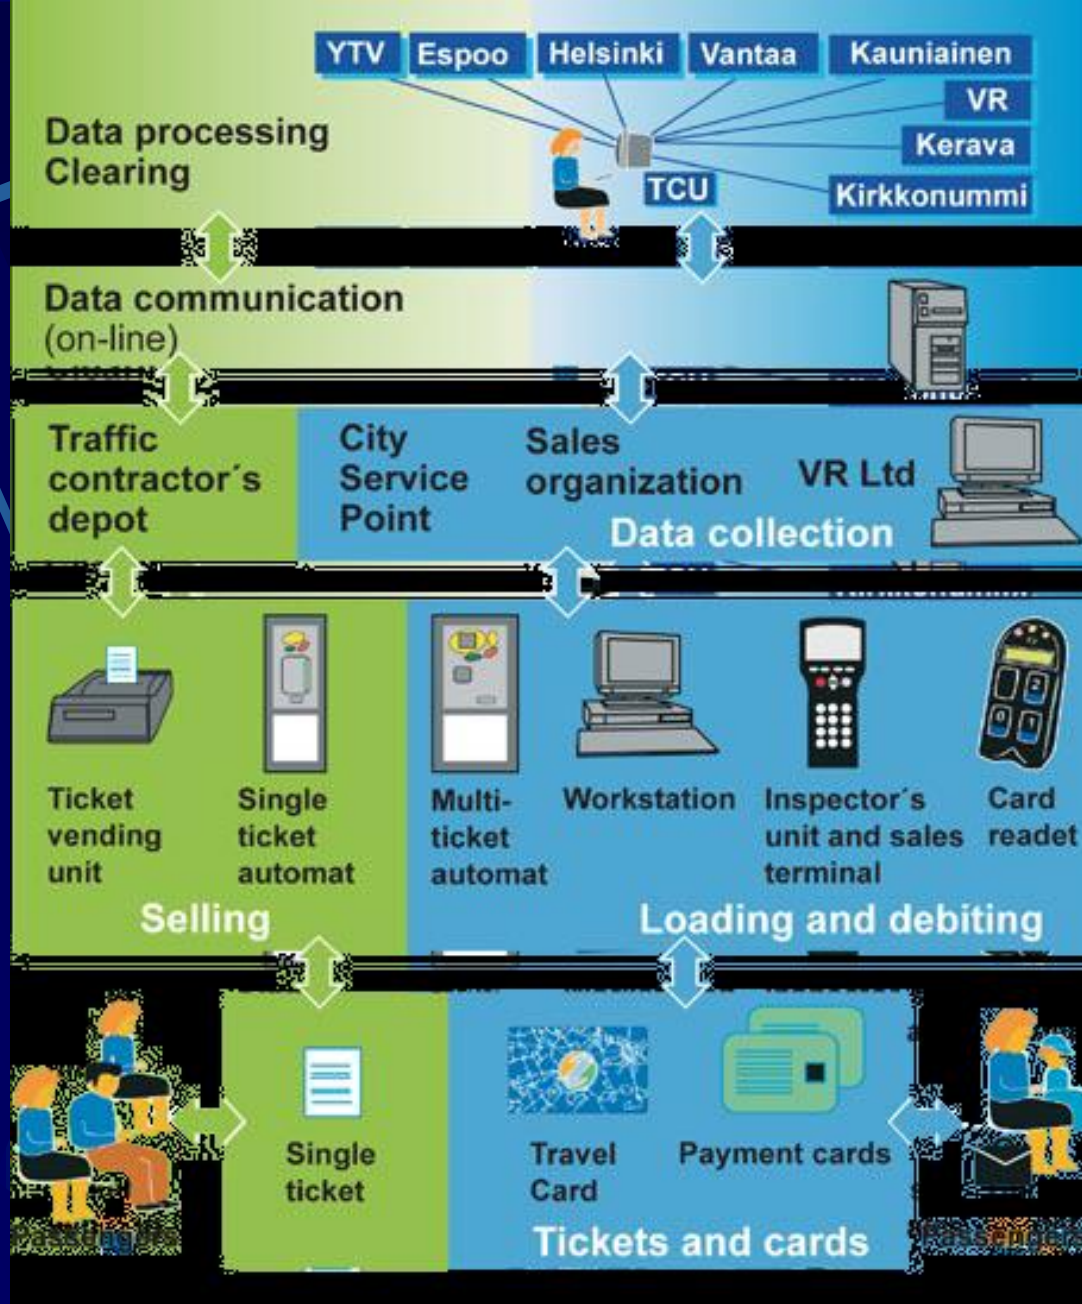 YTV Espoo Helsinki Vantaa Kauniainen
VR
Data processing
Clearing
Kerava
TCU
Kirkkonummi
Data communication
(on-line)
Traffic
contractor´s
depot
City
Service
Point
Sales
organization
VR Ltd
Data collection
Ticket
vending
unit
Single
ticket
automat
Multi-
ticket
automat
Workstation
Inspector´s
unit and sales
terminal
Card
readet
Selling
Loading and debiting
Single
ticket
Travel
Card
Payment cards
Tickets and cards
Passengers
Passengers